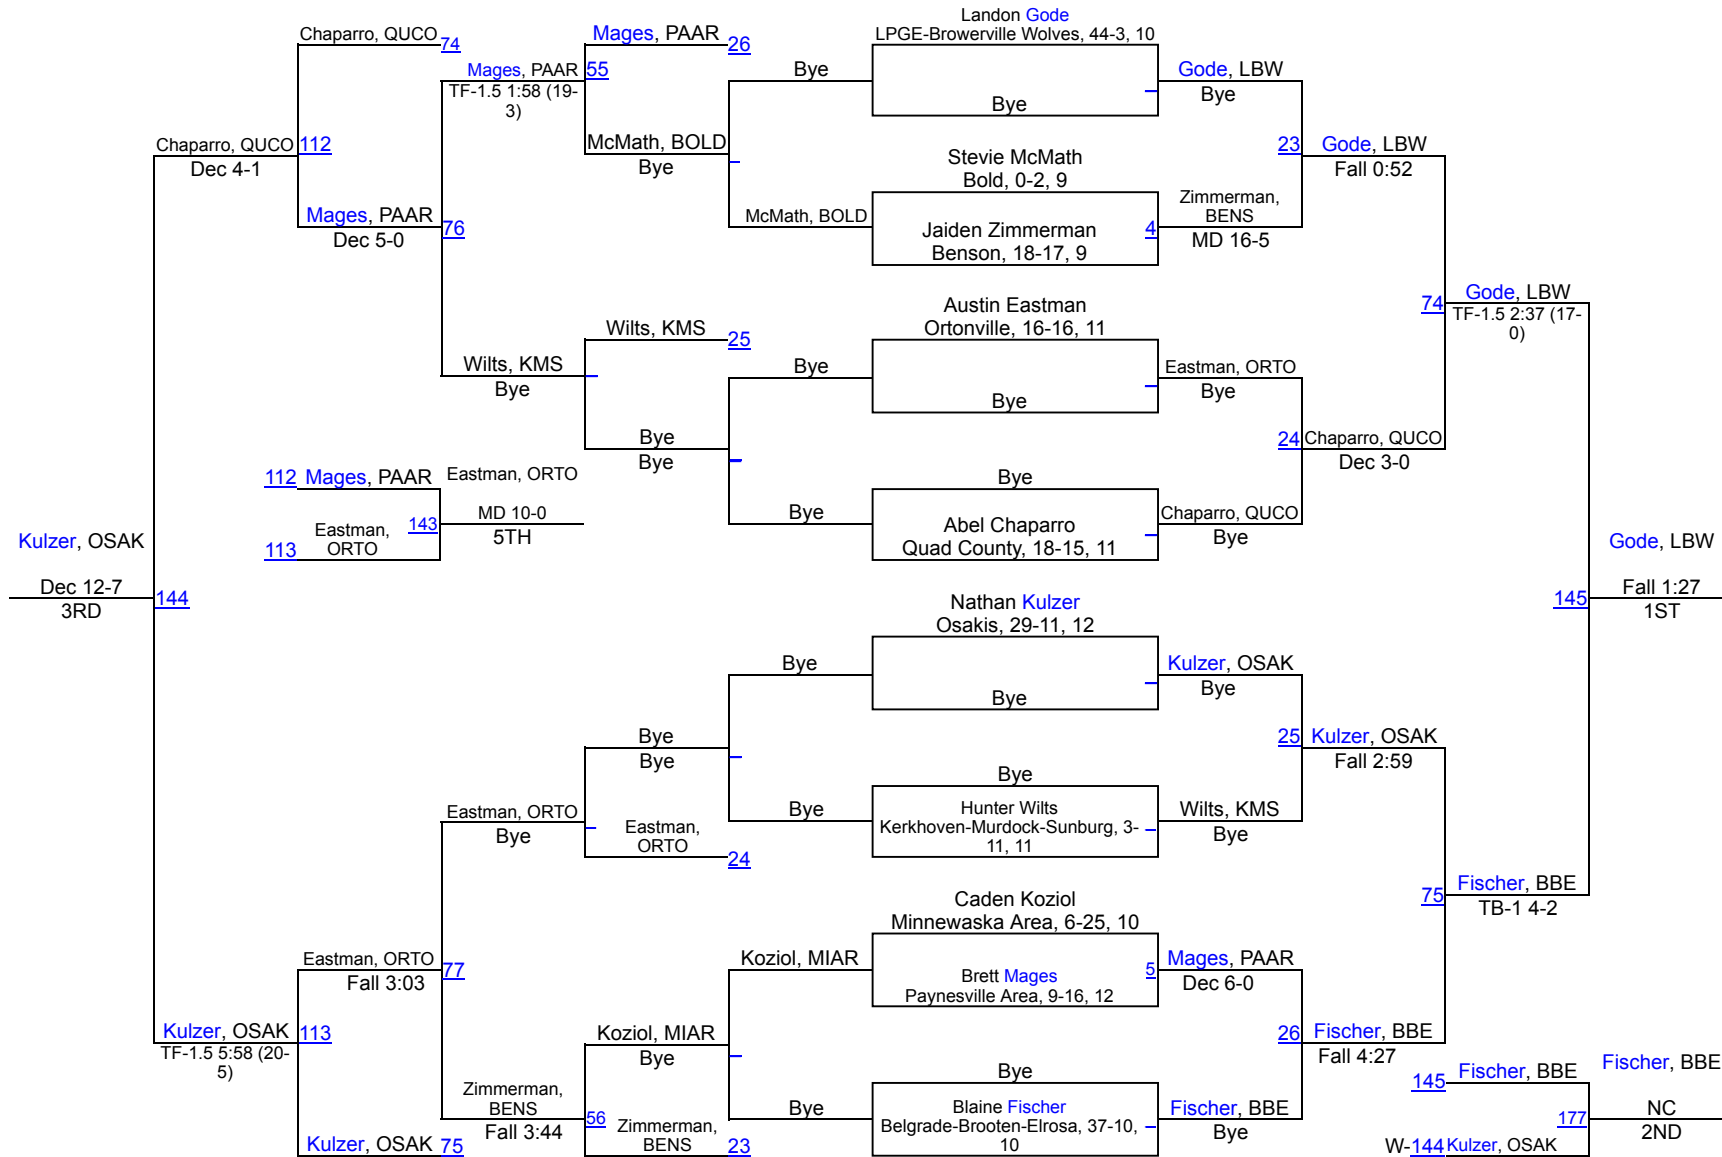 Landon Gode
LPGE-Browerville Wolves, 44-3, 10
Chaparro, QUCO 74
Mages, PAAR 26
Mages, PAAR 55
TF-1.5 1:58 (19-
3)
Bye
Gode, LBW
Bye
Bye
Chaparro, QUCO 112
Dec 4-1
McMath, BOLD
Bye
Stevie McMath
Bold, 0-2, 9
23 Gode, LBW
Fall 0:52
Mages, PAAR 76
Dec 5-0
McMath, BOLD
Jaiden Zimmerman 4
Benson, 18-17, 9
Zimmerman,
BENS
MD 16-5
Austin Eastman
Ortonville, 16-16, 11
74 Gode, LBW
TF-1.5 2:37 (17-
0)
Wilts, KMS 25
Wilts, KMS
Bye
Bye
Bye
Eastman, ORTO
Bye
Bye
Bye
24 Chaparro, QUCO
Dec 3-0
112 Mages, PAAR
Eastman, ORTO
Bye
Bye
Chaparro, QUCO
Bye
Eastman,
ORTO
143
113
MD 10-0
5TH
Abel Chaparro
Quad County, 18-15, 11
Kulzer, OSAK
Dec 12-7
3RD
144
Gode, LBW
145 Fall 1:27
1ST
Nathan Kulzer
Osakis, 29-11, 12
Bye
Bye
Kulzer, OSAK
Bye
Bye
Bye
25 Kulzer, OSAK
Fall 2:59
Bye
Eastman, ORTO
Bye
Eastman,
ORTO
24
Bye
Hunter Wilts
Kerkhoven-Murdock-Sunburg, 3-
11, 11
Wilts, KMS
Bye
75 Fischer, BBE
TB-1 4-2
Caden Koziol
Minnewaska Area, 6-25, 10
Eastman, ORTO 77
Fall 3:03
Koziol, MIAR
Brett Mages 5
Paynesville Area, 9-16, 12
Mages, PAAR
Dec 6-0
Kulzer, OSAK 113
TF-1.5 5:58 (20-
5)
Koziol, MIAR
Bye
26 Fischer, BBE
Fall 4:27
Bye
145 Fischer, BBE
Fischer, BBE
Zimmerman,
BENS
56
Fall 3:44
Bye
Blaine Fischer
Belgrade-Brooten-Elrosa, 37-10,
10
Fischer, BBE
Bye
177 NC
2ND
Kulzer, OSAK 75
Zimmerman,
BENS
23
W-144 Kulzer, OSAK